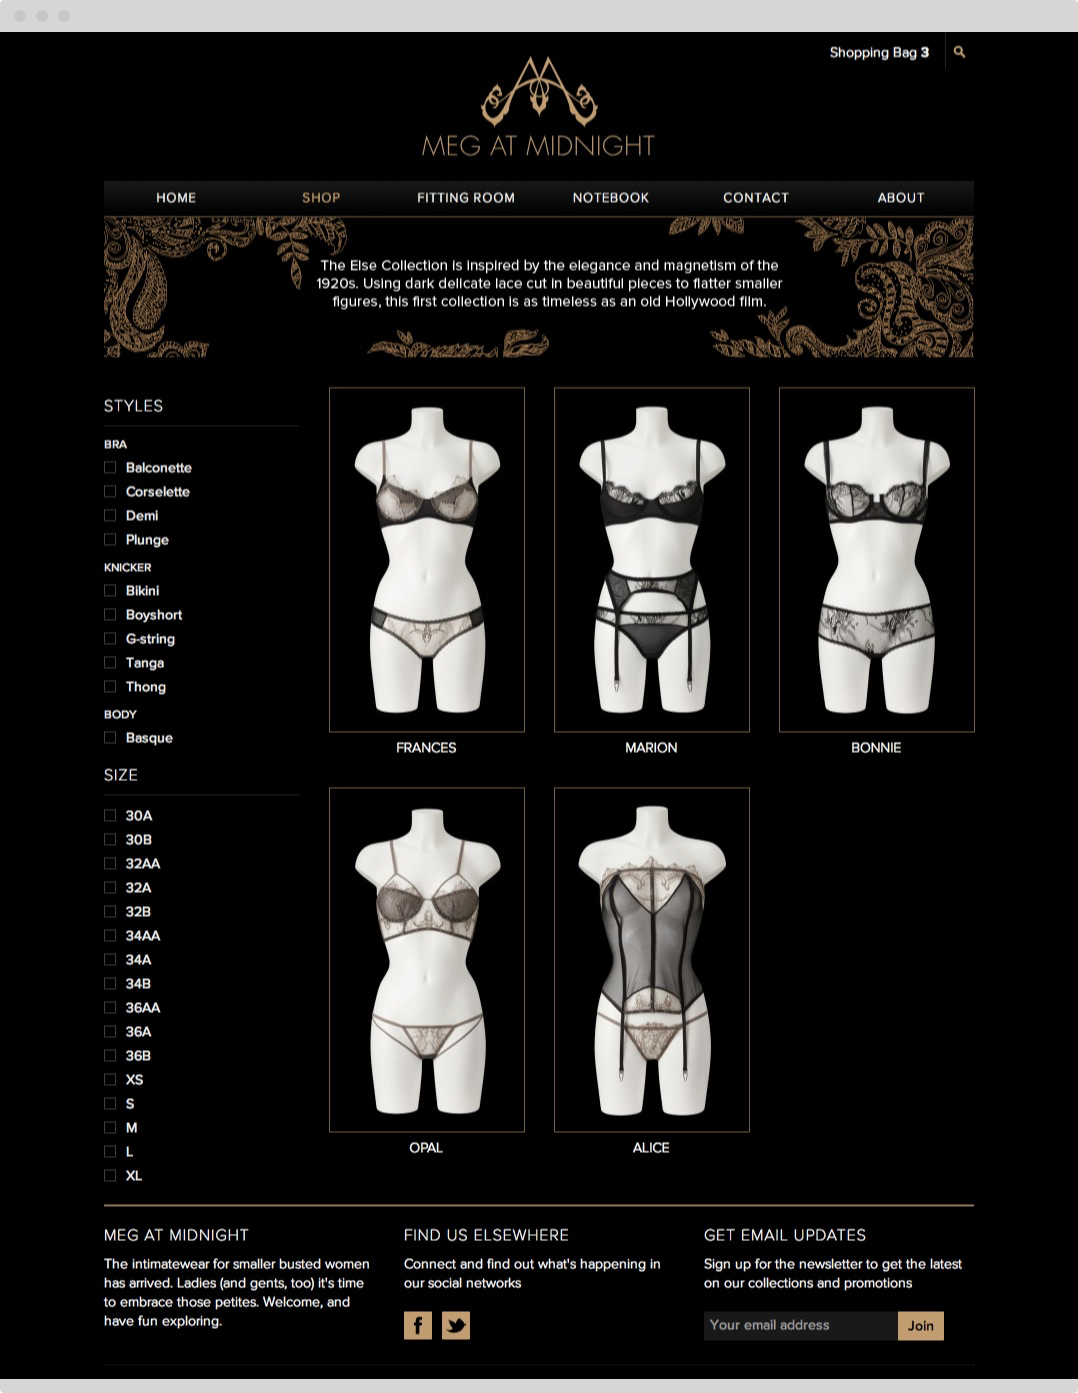 Shopping Bag 3
MEG AT MIDNIGHT
HOME
SHOP
FITTING ROOM
NOTEBOOK
CONTACT
ABOUT
The Else Collection is inspired by the elegance and magnetism of the
1920s. Using dark delicate lace cut in beautiful pieces to flatter smaller
figures, this first collection is as timeless as an old Hollywood film.
STYLES
BRA
Balconette
Corselette
Demi
Plunge
KNICKER
Bikini
Boyshort
G-string
Tanga
Thong
BODY
Basque
SIZE
30A
30B
32AA
32A
32B
34AA
34A
34B
36AA
36A
36B
XS
S
M
L
XL
FRANCES
MARION
BONNIE
OPAL
ALICE
MEG AT MIDNIGHT
The intimatewear for smaller busted women
has arrived. Ladies (and gents, too) it's time
to embrace those petites. Welcome, and
have fun exploring.
FIND US ELSEWHERE
Connect and find out what's happening in
our social networks
GET EMAIL UPDATES
Sign up for the newsletter to get the latest
on our collections and promotions
Your email address
Join